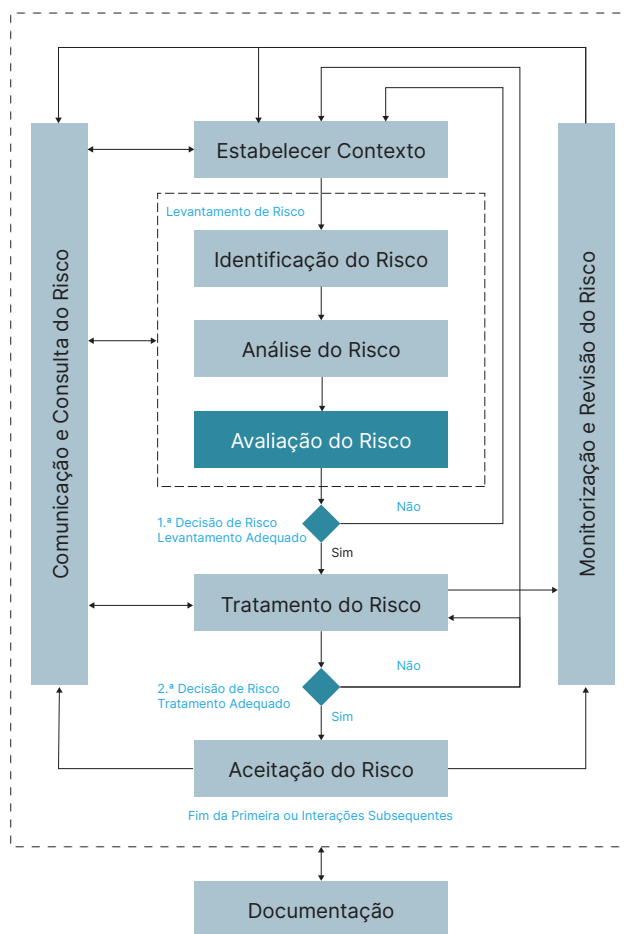 Estabelecer Contexto
Levantamento de Risco
Identificação do Risco
Comunicação e Consulta do Risco
Monitorização e Revisão do Risco
Análise do Risco
Avaliação do Risco
Não
1.ª Decisão de Risco
Levantamento Adequado
Sim
Tratamento do Risco
Não
2.ª Decisão de Risco
Tratamento Adequado
Sim
Aceitação do Risco
Fim da Primeira ou Interações Subsequentes
Documentação